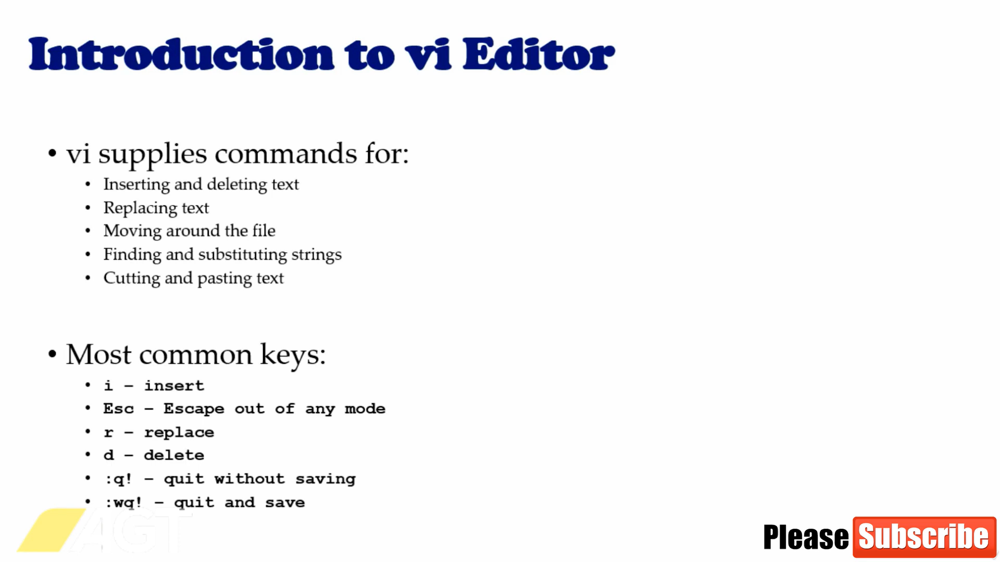 Introduction to vi Editor
• vi supplies commands for:
• Inserting and deleting text
• Replacing text
• Moving around the file
• Finding and substituting strings
• Cutting and pasting text
• Most common keys:
• i – insert
• Esc – Escape out of any mode
• r – replace
• d – delete
• :q! – quit without saving
• :wq! – quit and save
AGT
Please Subscribe